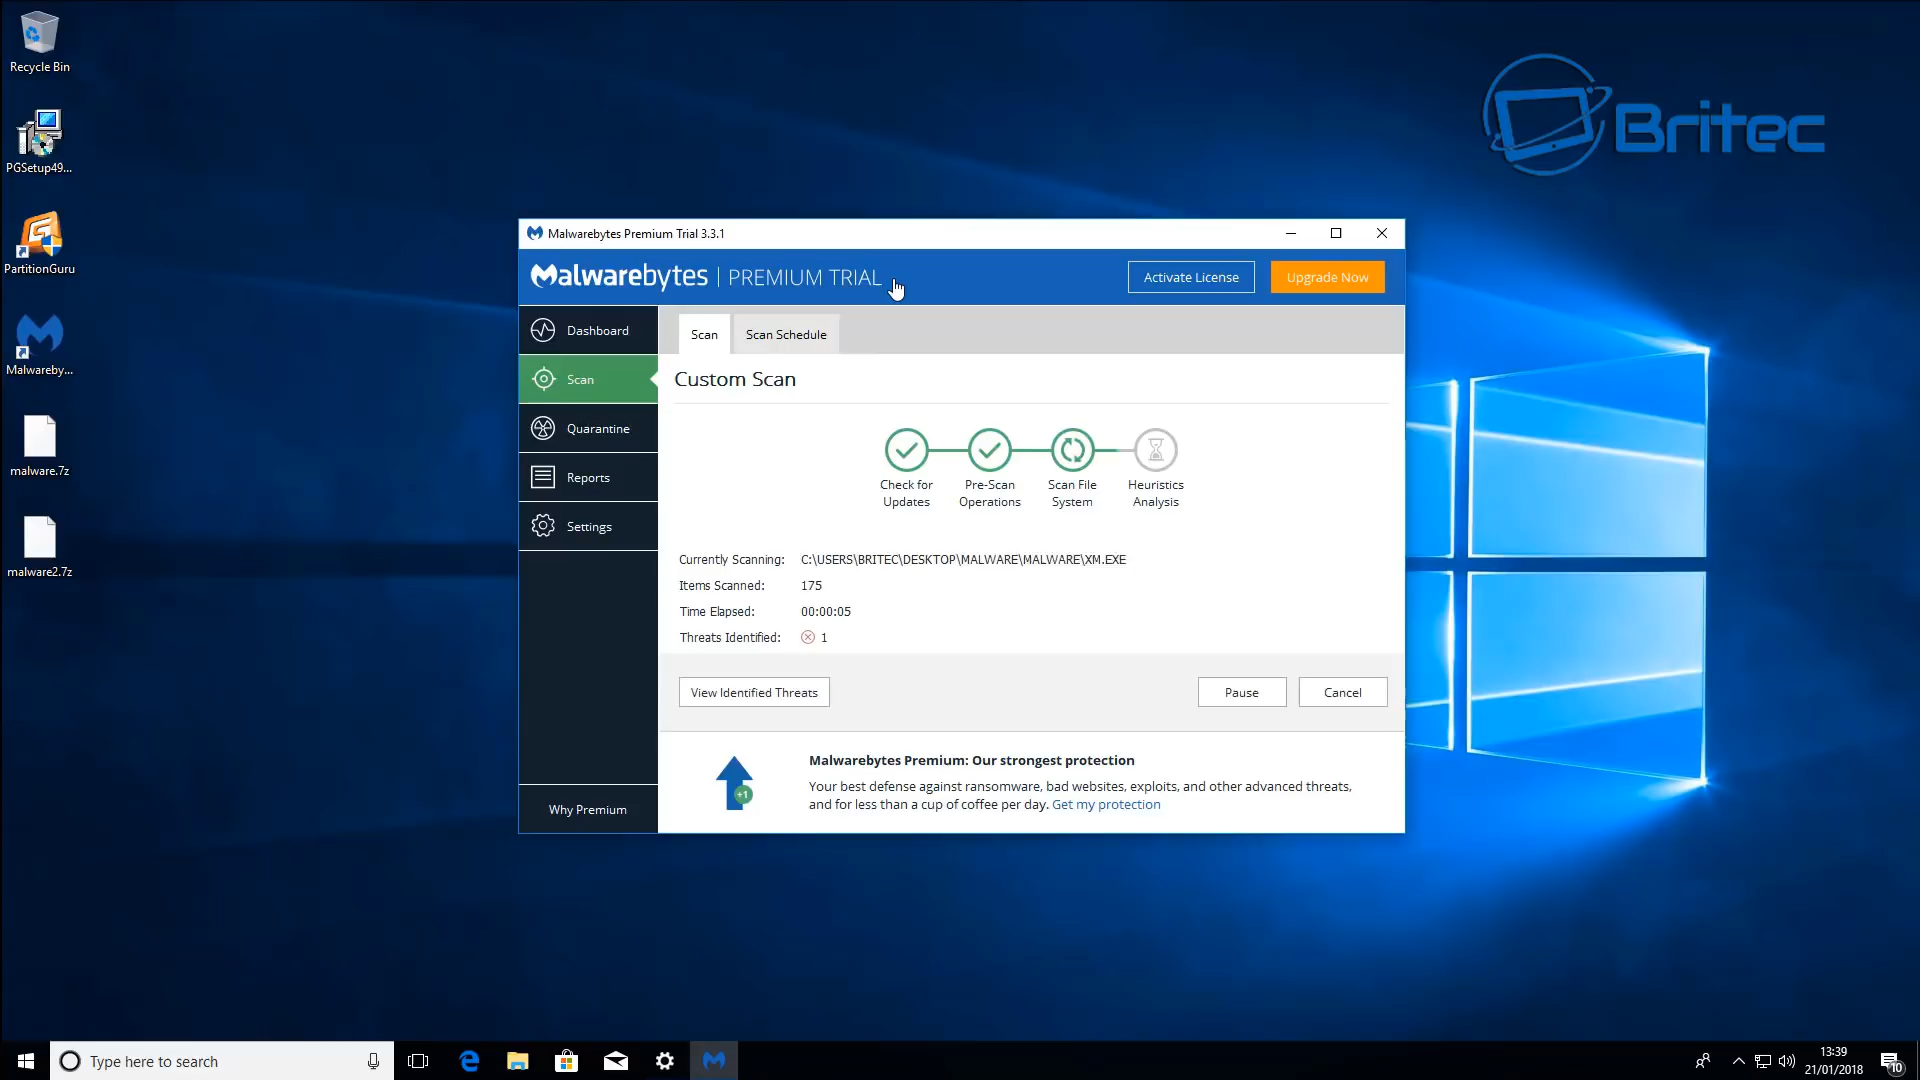 Recycle Bin
PGSetup49...
PartitionGuru
Malwareby...
malware.7z
malware2.7z
Britec
Malwarebytes Premium Trial 3.3.1
Malwarebytes | PREMIUM TRIAL
Activate License
Upgrade Now
Dashboard
Scan
Quarantine
Reports
Settings
Why Premium
Scan
Scan Schedule
Custom Scan
Check for
Updates
Pre-Scan
Operations
Scan File
System
Heuristics
Analysis
Currently Scanning: C:\USERS\BRITEC\DESKTOP\MALWARE\MALWARE\XM.EXE
Items Scanned: 175
Time Elapsed: 00:00:05
Threats Identified: 1
View Identified Threats
Pause
Cancel
+1
Malwarebytes Premium: Our strongest protection
Your best defense against ransomware, bad websites, exploits, and other advanced threats,
and for less than a cup of coffee per day. Get my protection
Type here to search
13:39
21/01/2018
10